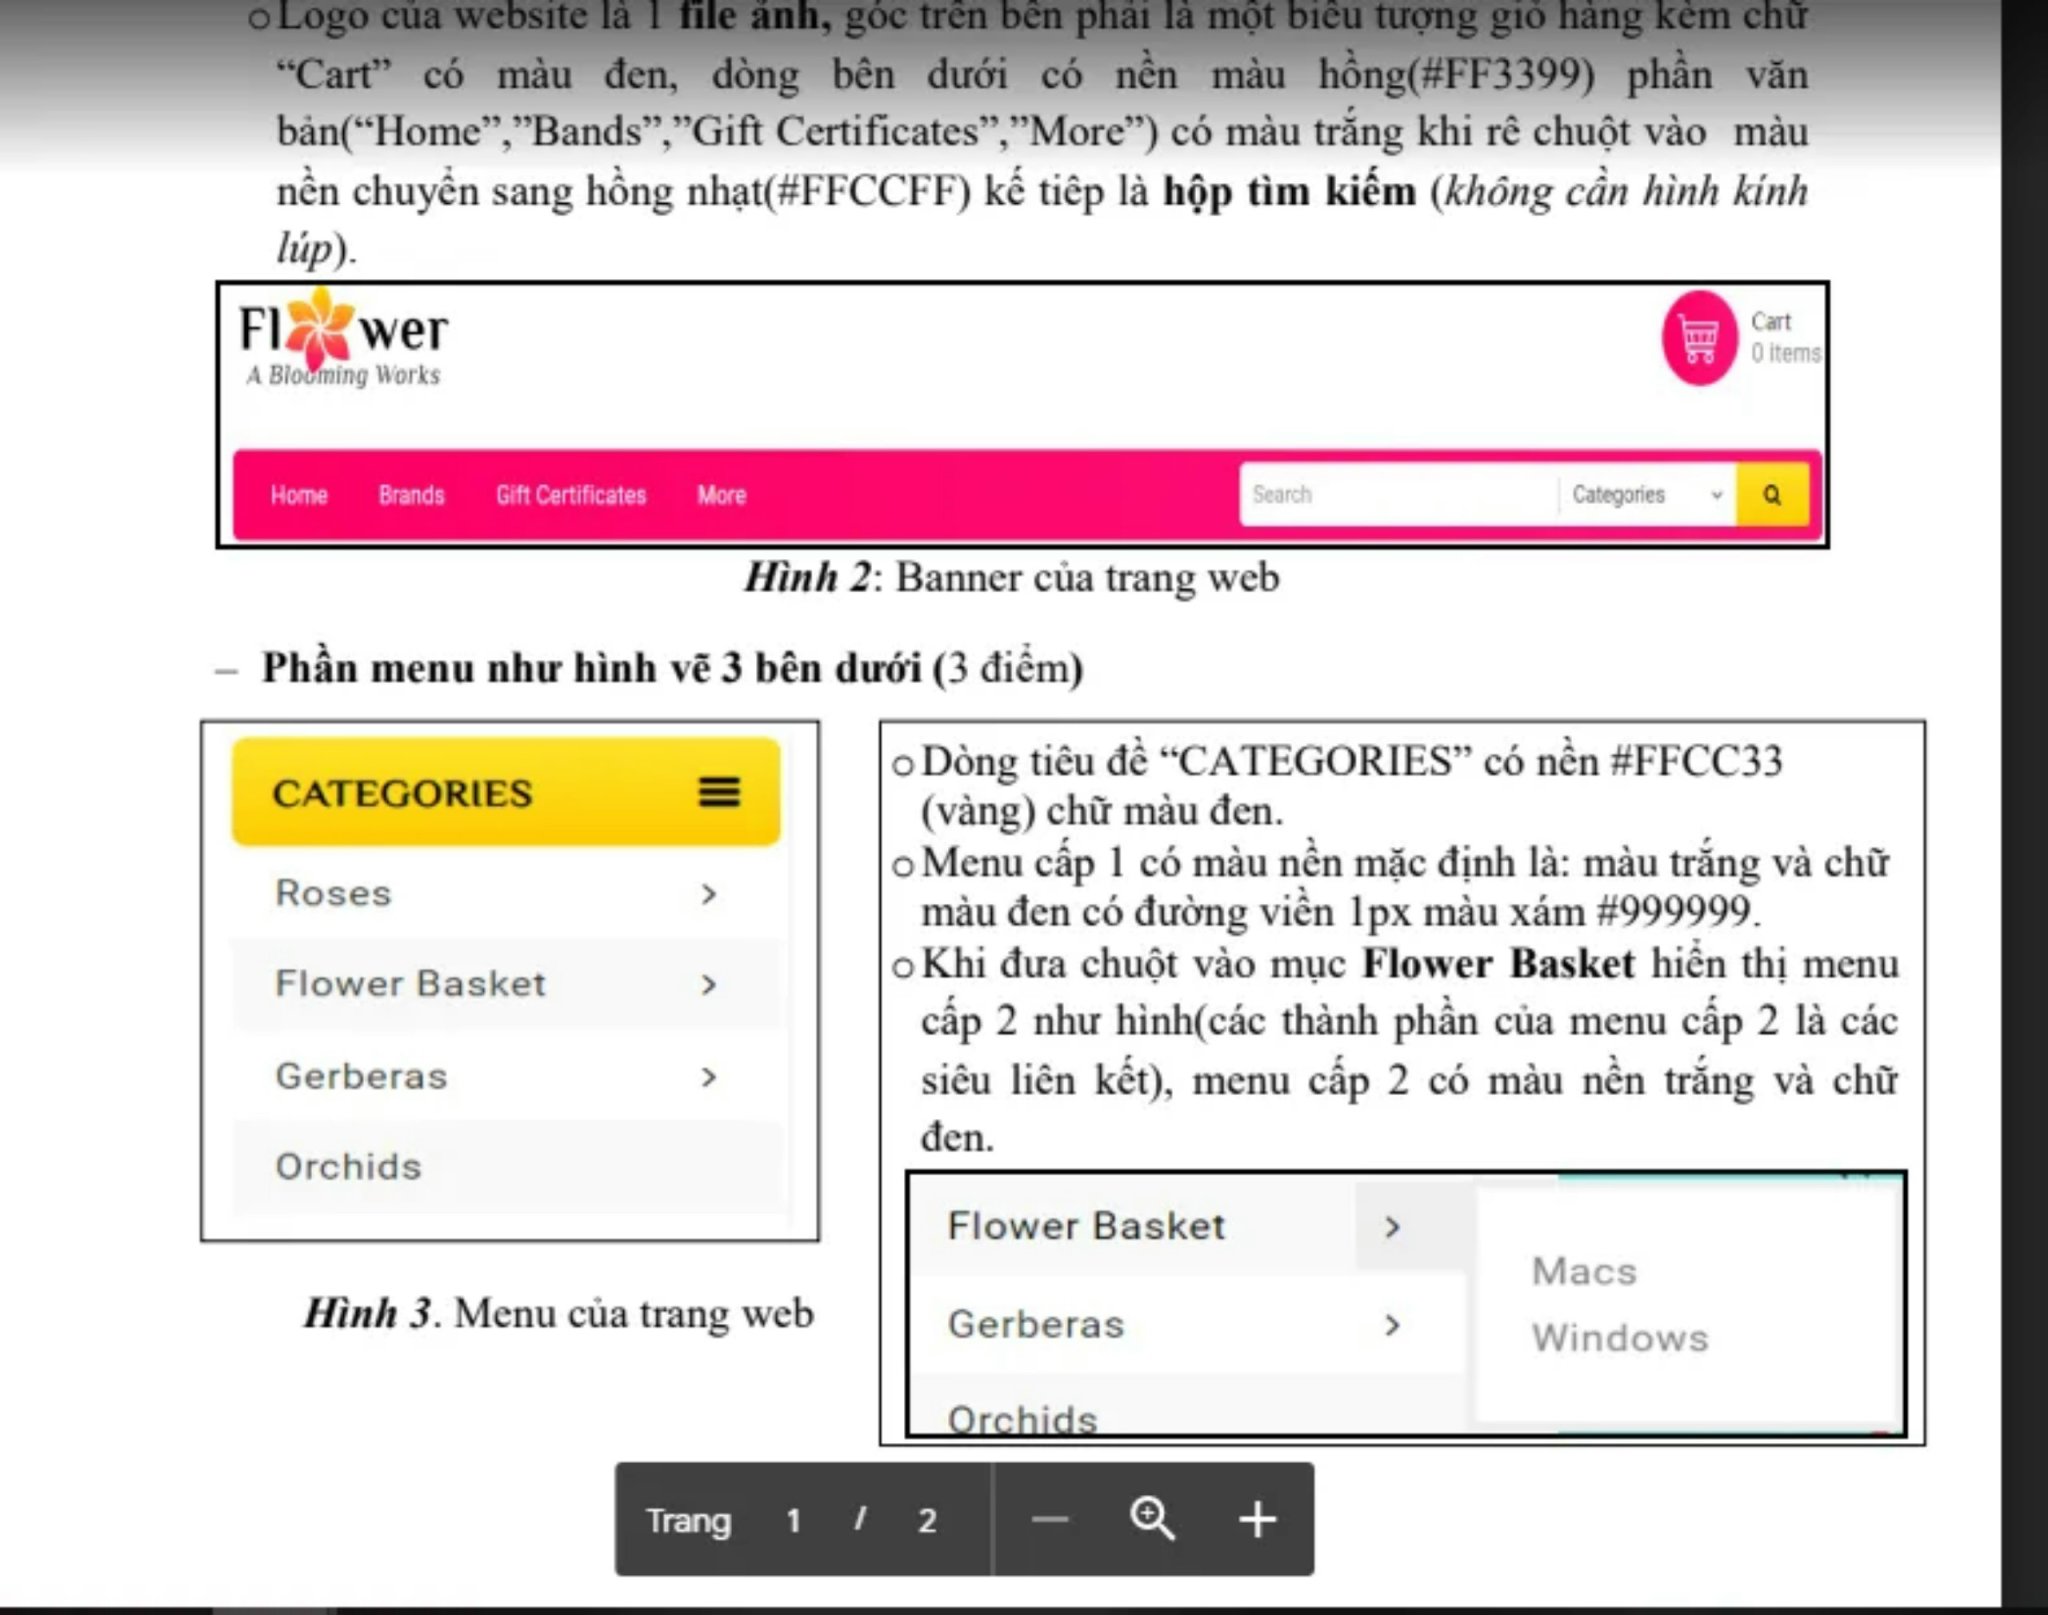 ○ Logo của website là 1 file ảnh, góc trên bên phải là một biểu tượng giỏ hàng kèm chữ
“Cart” có màu đen, dòng bên dưới có nền màu hồng(#FF3399) phần văn
bản(“Home”,”Bands”,”Gift Certificates”,”More”) có màu trắng khi rê chuột vào màu
nền chuyển sang hồng nhạt(#FFCCFF) kế tiêp là hộp tìm kiếm (không cần hình kính
lúp).
Flower
A Blooming Works
Cart
0 items
Home Brands Gift Certificates More Search Categories
Hình 2: Banner của trang web
– Phần menu như hình vẽ 3 bên dưới (3 điểm)
CATEGORIES
Roses >
Flower Basket >
Gerberas >
Orchids
Hình 3. Menu của trang web
○ Dòng tiêu đề “CATEGORIES” có nền #FFCC33
(vàng) chữ màu đen.
○ Menu cấp 1 có màu nền mặc định là: màu trắng và chữ
màu đen có đường viền 1px màu xám #999999.
○ Khi đưa chuột vào mục Flower Basket hiển thị menu
cấp 2 như hình(các thành phần của menu cấp 2 là các
siêu liên kết), menu cấp 2 có màu nền trắng và chữ
đen.
Flower Basket >
Gerberas >
Orchids
Macs
Windows
Trang 1 / 2